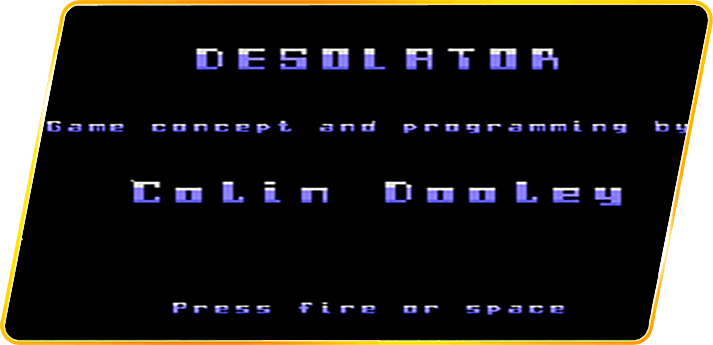 DESOLATOR
Game concept and programming by
Colin Dooley
Press fire or space